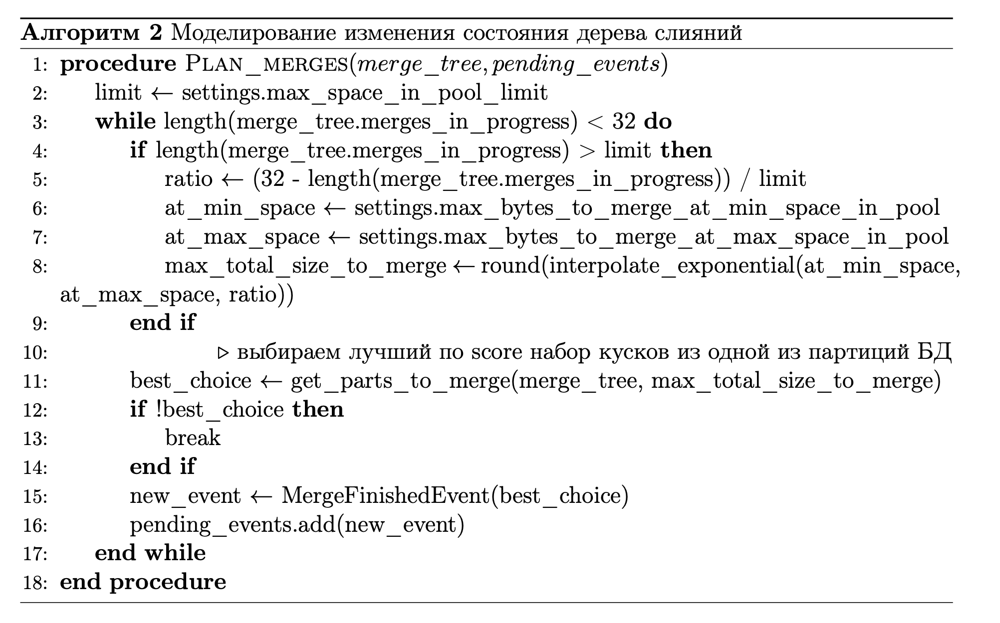 Алгоритм 2 Моделирование изменения состояния дерева слияний
1: procedure PLAN_MERGES(merge_tree, pending_events)
2: limit ← settings.max_space_in_pool_limit
3: while length(merge_tree.merges_in_progress) < 32 do
4: if length(merge_tree.merges_in_progress) > limit then
5: ratio ← (32 - length(merge_tree.merges_in_progress)) / limit
6: at_min_space ← settings.max_bytes_to_merge_at_min_space_in_pool
7: at_max_space ← settings.max_bytes_to_merge_at_max_space_in_pool
8: max_total_size_to_merge ← round(interpolate_exponential(at_min_space,
at_max_space, ratio))
9: end if
10: ▷ выбираем лучший по score набор кусков из одной из партиций БД
11: best_choice ← get_parts_to_merge(merge_tree, max_total_size_to_merge)
12: if !best_choice then
13: break
14: end if
15: new_event ← MergeFinishedEvent(best_choice)
16: pending_events.add(new_event)
17: end while
18: end procedure